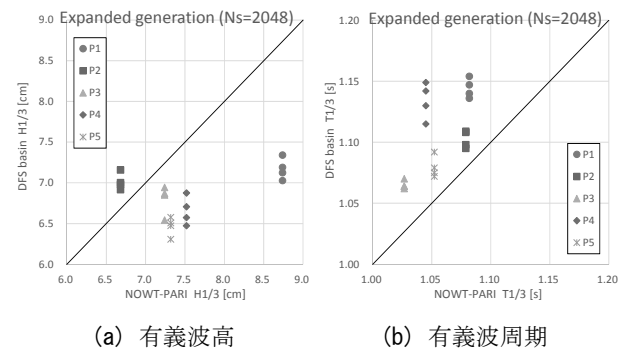 Expanded generation (Ns=2048)
9.0
8.5
8.0
7.5
7.0
6.5
6.0
DFS basin H1/3 [cm]
P1
P2
P3
P4
P5
6.0 6.5 7.0 7.5 8.0 8.5 9.0
NOWT-PARI H1/3 [cm]
(a) 有義波高
Expanded generation (Ns=2048)
1.20
1.15
1.10
1.05
1.00
DFS basin T1/3 [s]
P1
P2
P3
P4
P5
1.00 1.05 1.10 1.15 1.20
NOWT-PARI T1/3 [s]
(b) 有義波周期